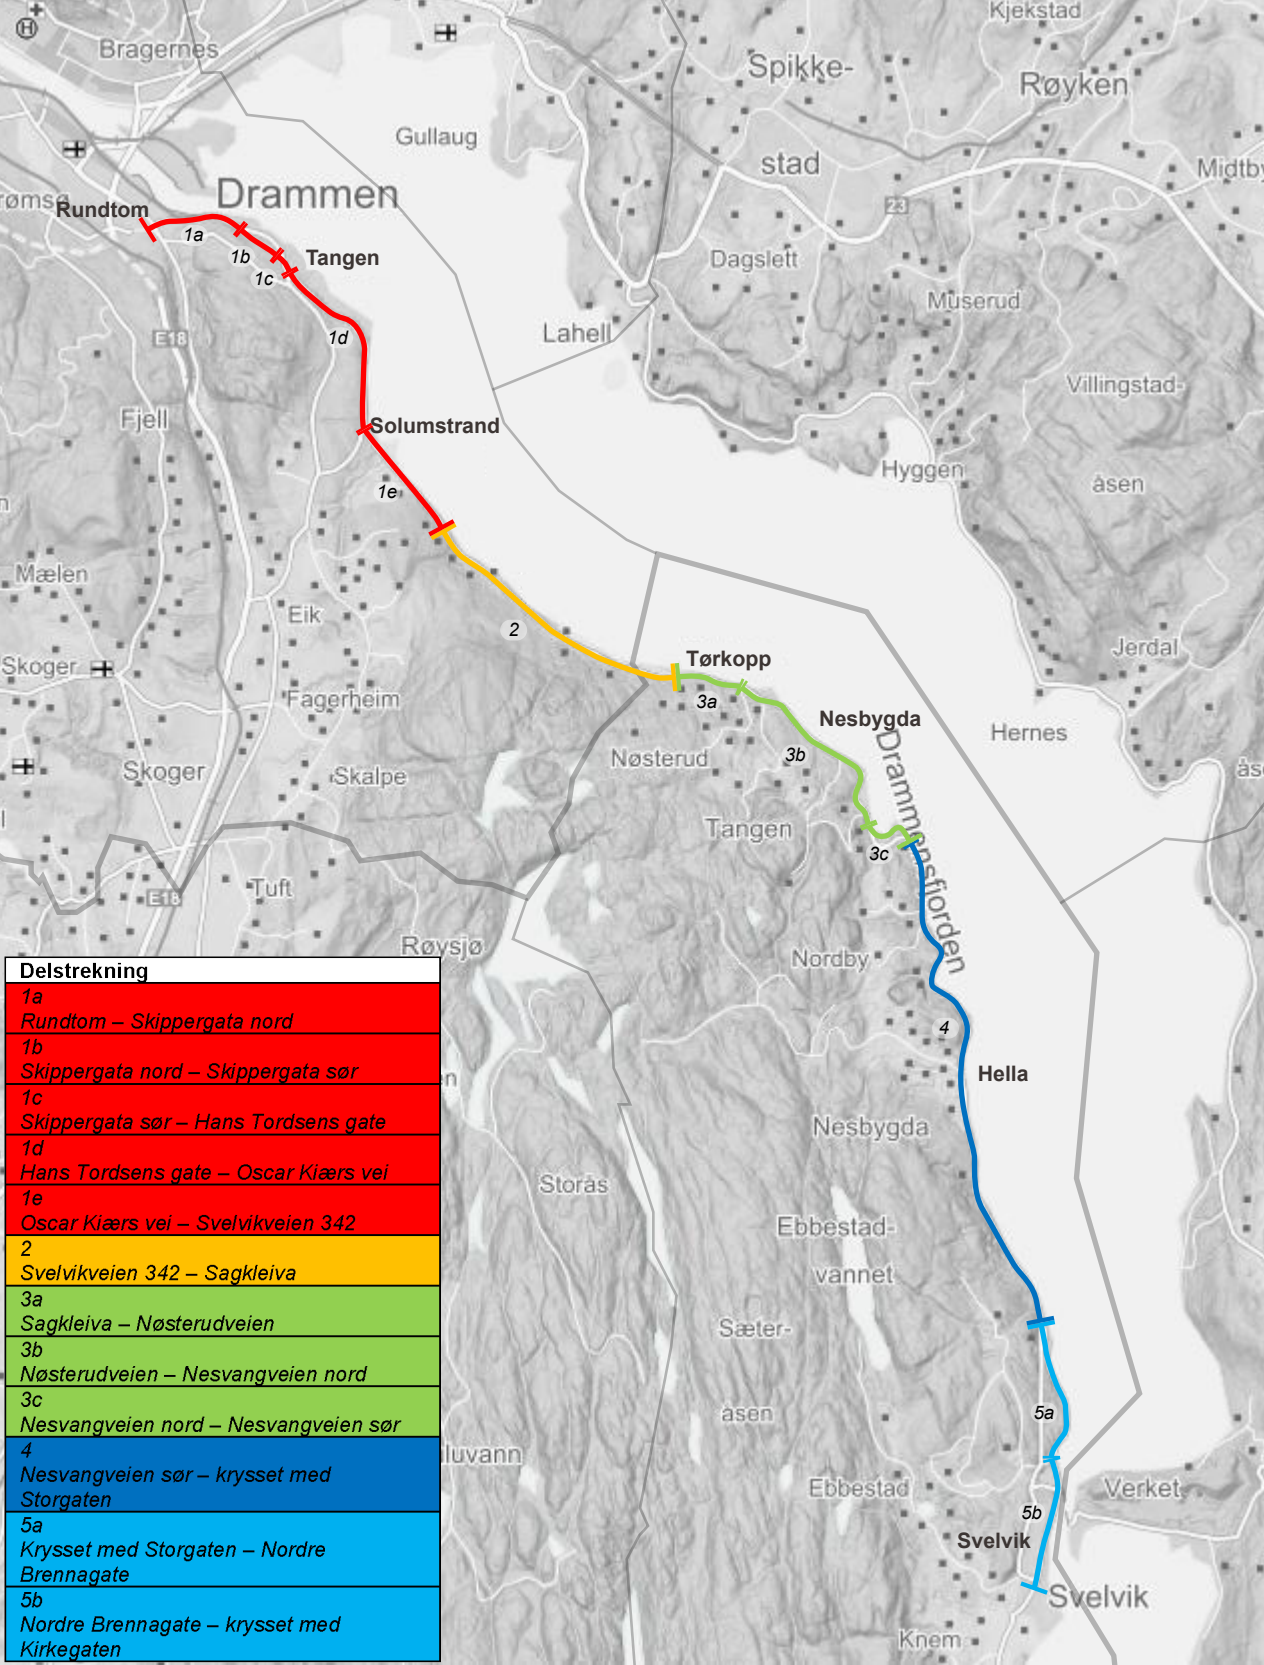 Kjekstad
Bragernes
Spikke-
Røyken
Gullaug
stad
Midtby
Drammen
rømsø
Rundtom
23
1a
1b
Tangen
Dagslett
1c
Muserud
Lahell
E18
1d
Villingstad-
Fjell
Solumstrand
Hyggen
åsen
1e
Mælen
Eik
2
Jerdal
Skoger
Tørkopp
Fagerheim
3a
Nesbygda
Hernes
Nøsterud
3b
Skoger
Skalpe
Drammensfjorden
Tangen
3c
Tuft
E18
Røysjø
Nordby
4
Hella
Nesbygda
Storås
Ebbestad-
vannet
Sæter-
åsen
5a
luvann
Ebbestad
Verket
5b
Svelvik
Svelvik
Knem
Delstrekning
1a
Rundtom – Skippergata nord
1b
Skippergata nord – Skippergata sør
1c
Skippergata sør – Hans Tordsens gate
1d
Hans Tordsens gate – Oscar Kiærs vei
1e
Oscar Kiærs vei – Svelvikveien 342
2
Svelvikveien 342 – Sagkleiva
3a
Sagkleiva – Nøsterudveien
3b
Nøsterudveien – Nesvangveien nord
3c
Nesvangveien nord – Nesvangveien sør
4
Nesvangveien sør – krysset med
Storgaten
5a
Krysset med Storgaten – Nordre
Brennagate
5b
Nordre Brennagate – krysset med
Kirkegaten